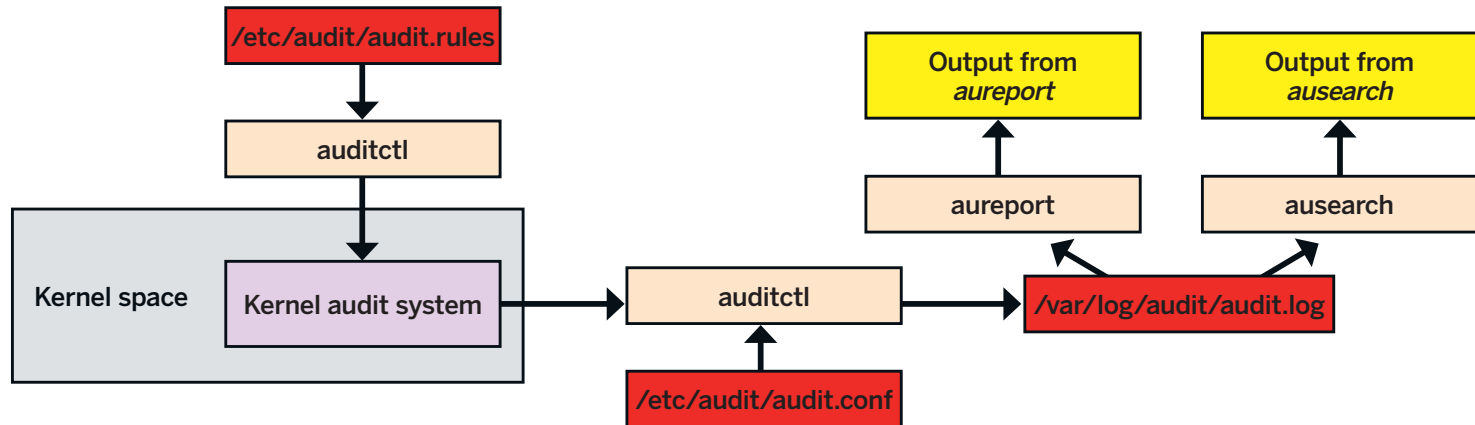 /etc/audit/audit.rules
auditctl
Kernel space
Kernel audit system
auditctl
/etc/audit/audit.conf
/var/log/audit/audit.log
aureport
ausearch
Output from
aureport
Output from
ausearch